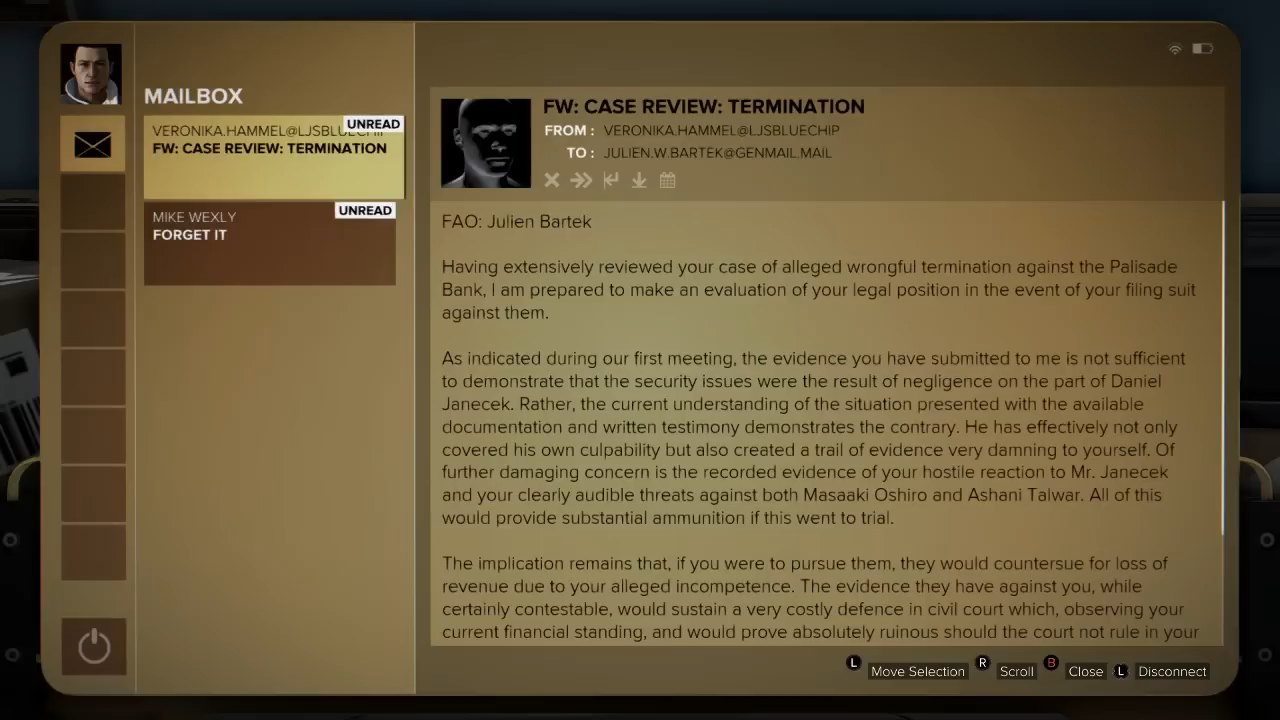 MAILBOX
UNREAD
VERONIKA.HAMMEL@LJSBLUECHIP
FW: CASE REVIEW: TERMINATION
UNREAD
MIKE WEXLY
FORGET IT
FW: CASE REVIEW: TERMINATION
FROM : VERONIKA.HAMMEL@LJSBLUECHIP
TO : JULIEN.W.BARTEK@GENMAIL.MAIL
FAO: Julien Bartek
Having extensively reviewed your case of alleged wrongful termination against the Palisade
Bank, I am prepared to make an evaluation of your legal position in the event of your filing suit
against them.
As indicated during our first meeting, the evidence you have submitted to me is not sufficient
to demonstrate that the security issues were the result of negligence on the part of Daniel
Janecek. Rather, the current understanding of the situation presented with the available
documentation and written testimony demonstrates the contrary. He has effectively not only
covered his own culpability but also created a trail of evidence very damning to yourself. Of
further damaging concern is the recorded evidence of your hostile reaction to Mr. Janecek
and your clearly audible threats against both Masaaki Oshiro and Ashani Talwar. All of this
would provide substantial ammunition if this went to trial.
The implication remains that, if you were to pursue them, they would countersue for loss of
revenue due to your alleged incompetence. The evidence they have against you, while
certainly contestable, would sustain a very costly defence in civil court which, observing your
current financial standing, and would prove absolutely ruinous should the court not rule in your
L Move Selection R Scroll B Close L Disconnect